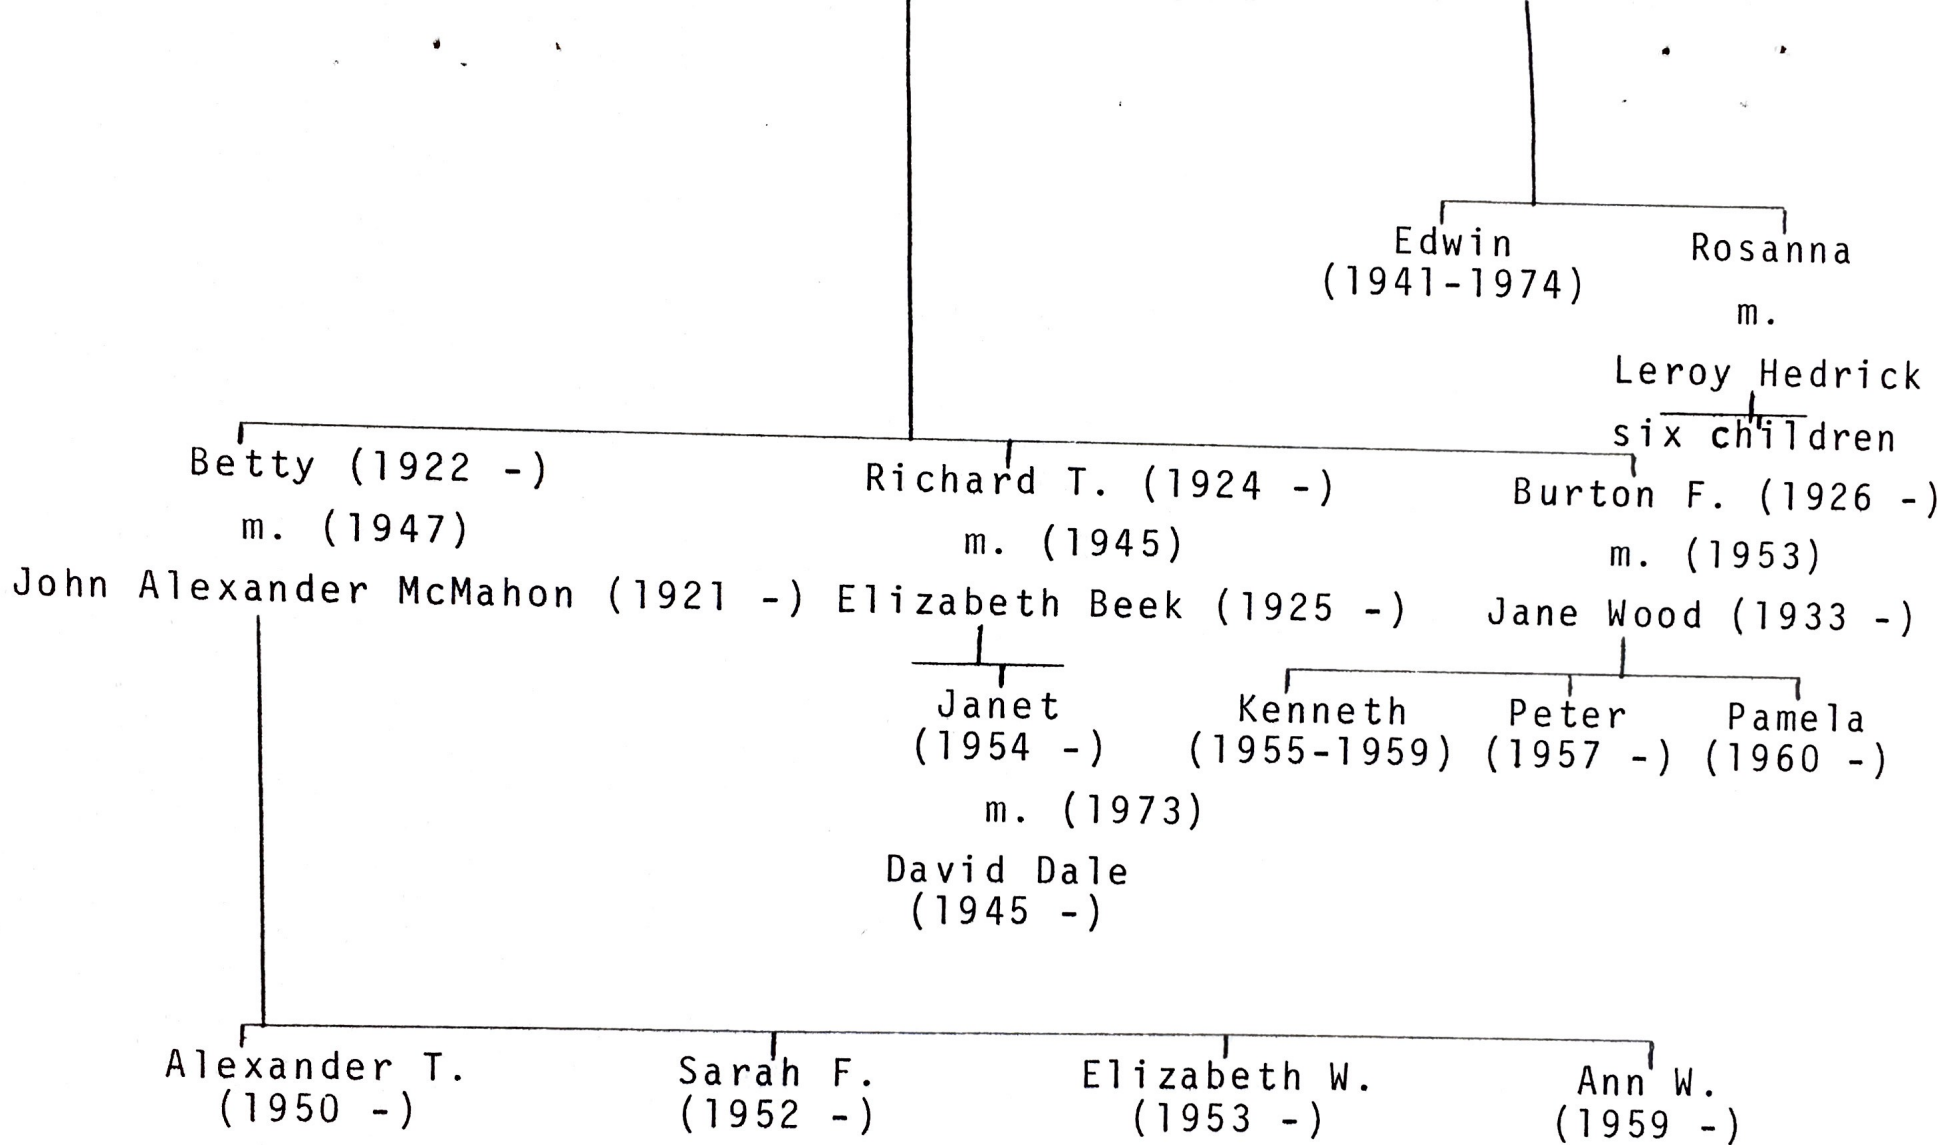 Edwin Rosanna
(1941-1974)
m.
Leroy Hedrick
six children
Betty (1922 -) Richard T. (1924 -) Burton F. (1926 -)
m. (1947) m. (1945) m. (1953)
John Alexander McMahon (1921 -) Elizabeth Beek (1925 -) Jane Wood (1933 -)
Janet Kenneth Peter Pamela
(1954 -) (1955-1959) (1957 -) (1960 -)
m. (1973)
David Dale
(1945 -)
Alexander T. Sarah F. Elizabeth W. Ann W.
(1950 -) (1952 -) (1953 -) (1959 -)